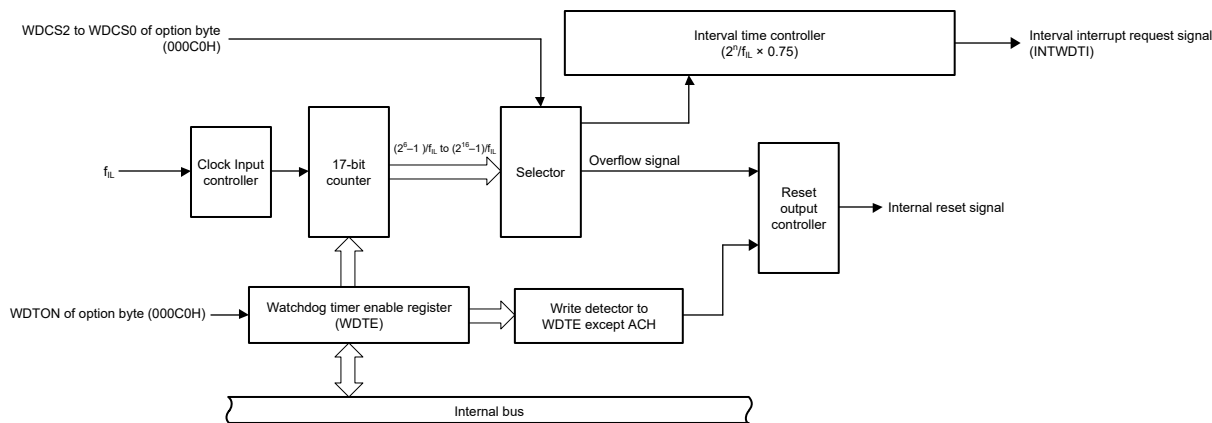 WDCS2 to WDCS0 of option byte
(000C0H)
Interval time controller
(2ⁿ/fIL × 0.75)
Interval interrupt request signal
(INTWDTI)
fIL
Clock Input
controller
17-bit
counter
(2⁶–1 )/fIL to (2¹⁶–1)/fIL
Selector
Overflow signal
Reset
output
controller
Internal reset signal
WDTON of option byte (000C0H)
Watchdog timer enable register
(WDTE)
Write detector to
WDTE except ACH
Internal bus